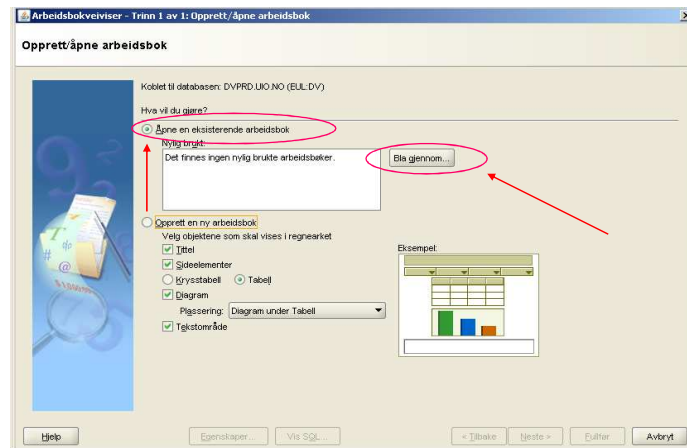 Arbeidsbokveiviser - Trinn 1 av 1: Opprett/åpne arbeidsbok
Opprett/åpne arbeidsbok
Koblet til databasen: DVPRD.UIO.NO (EUL:DV)
Hva vil du gjøre?
Åpne en eksisterende arbeidsbok
Nylig brukt:
Det finnes ingen nylig brukte arbeidsbøker.
Bla gjennom...
Opprett en ny arbeidsbok
Velg objektene som skal vises i regnearket
Tittel
Eksempel:
Sideelementer
Krysstabell Tabell
Diagram
Plassering: Diagram under Tabell
Tekstområde
Hjelp Egenskaper... Vis SQL... < Tilbake Neste > Fullfør Avbryt